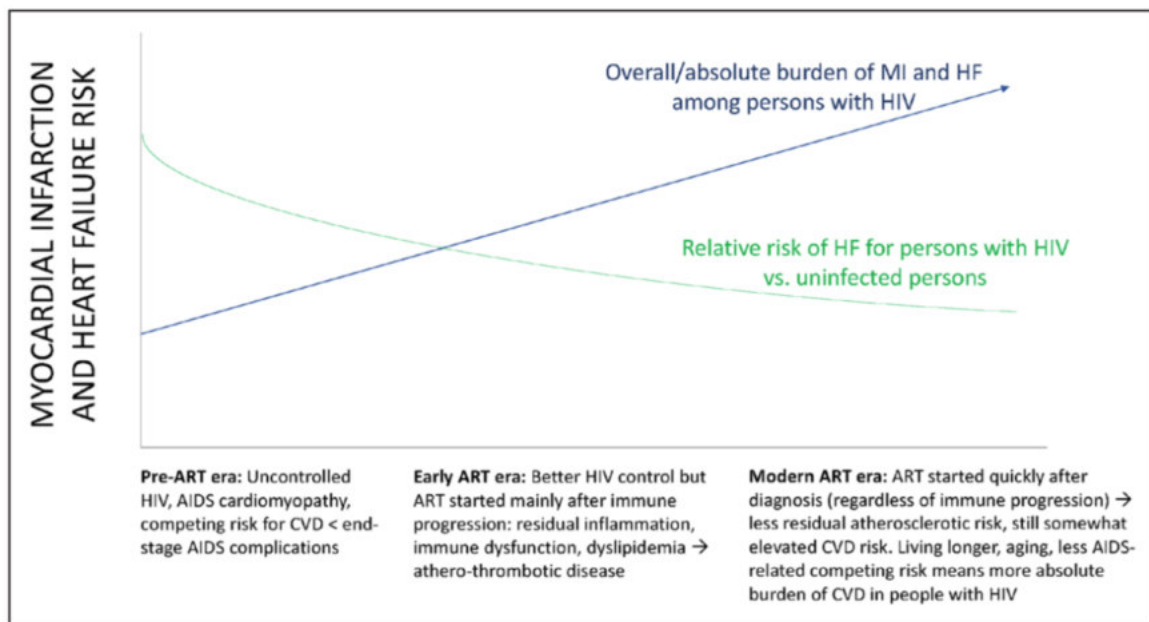 MYOCARDIAL INFARCTION
AND HEART FAILURE RISK
Overall/absolute burden of MI and HF
among persons with HIV
Relative risk of HF for persons with HIV
vs. uninfected persons
Pre-ART era: Uncontrolled
HIV, AIDS cardiomyopathy,
competing risk for CVD < end-
stage AIDS complications
Early ART era: Better HIV control but
ART started mainly after immune
progression: residual inflammation,
immune dysfunction, dyslipidemia →
athero-thrombotic disease
Modern ART era: ART started quickly after
diagnosis (regardless of immune progression) →
less residual atherosclerotic risk, still somewhat
elevated CVD risk. Living longer, aging, less AIDS-
related competing risk means more absolute
burden of CVD in people with HIV